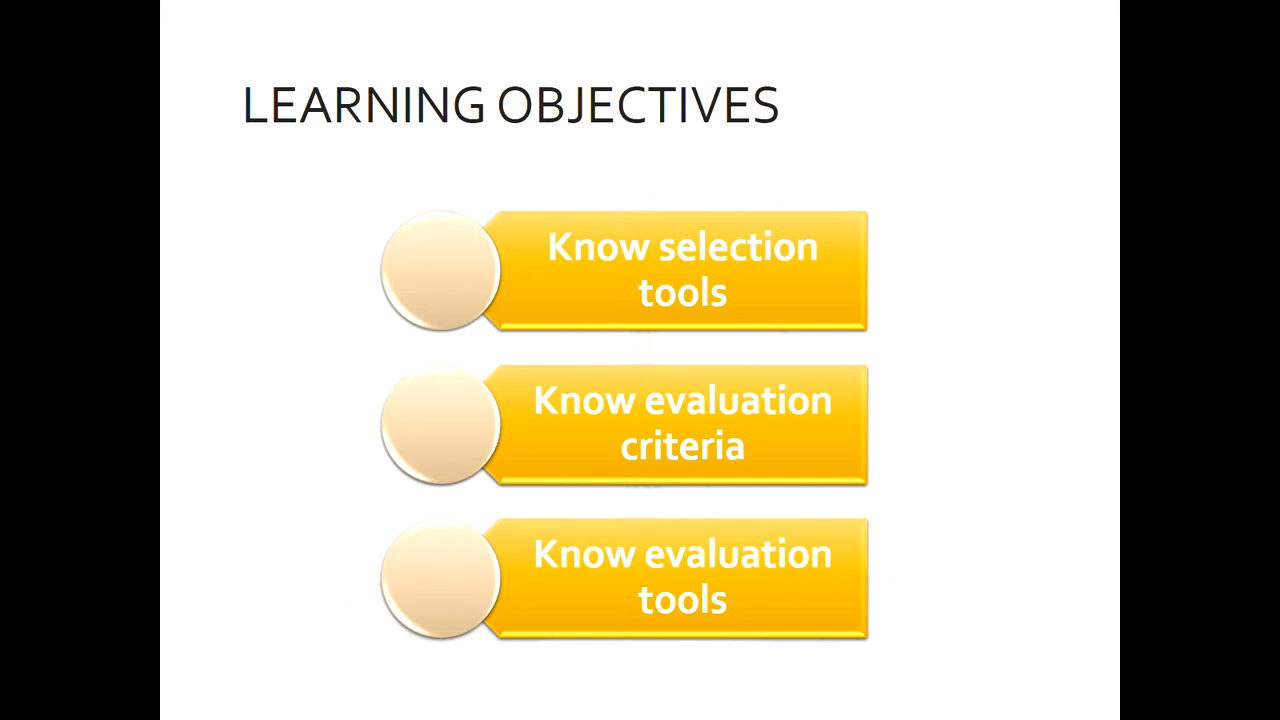 LEARNING OBJECTIVES
Know selection
tools
Know evaluation
criteria
Know evaluation
tools